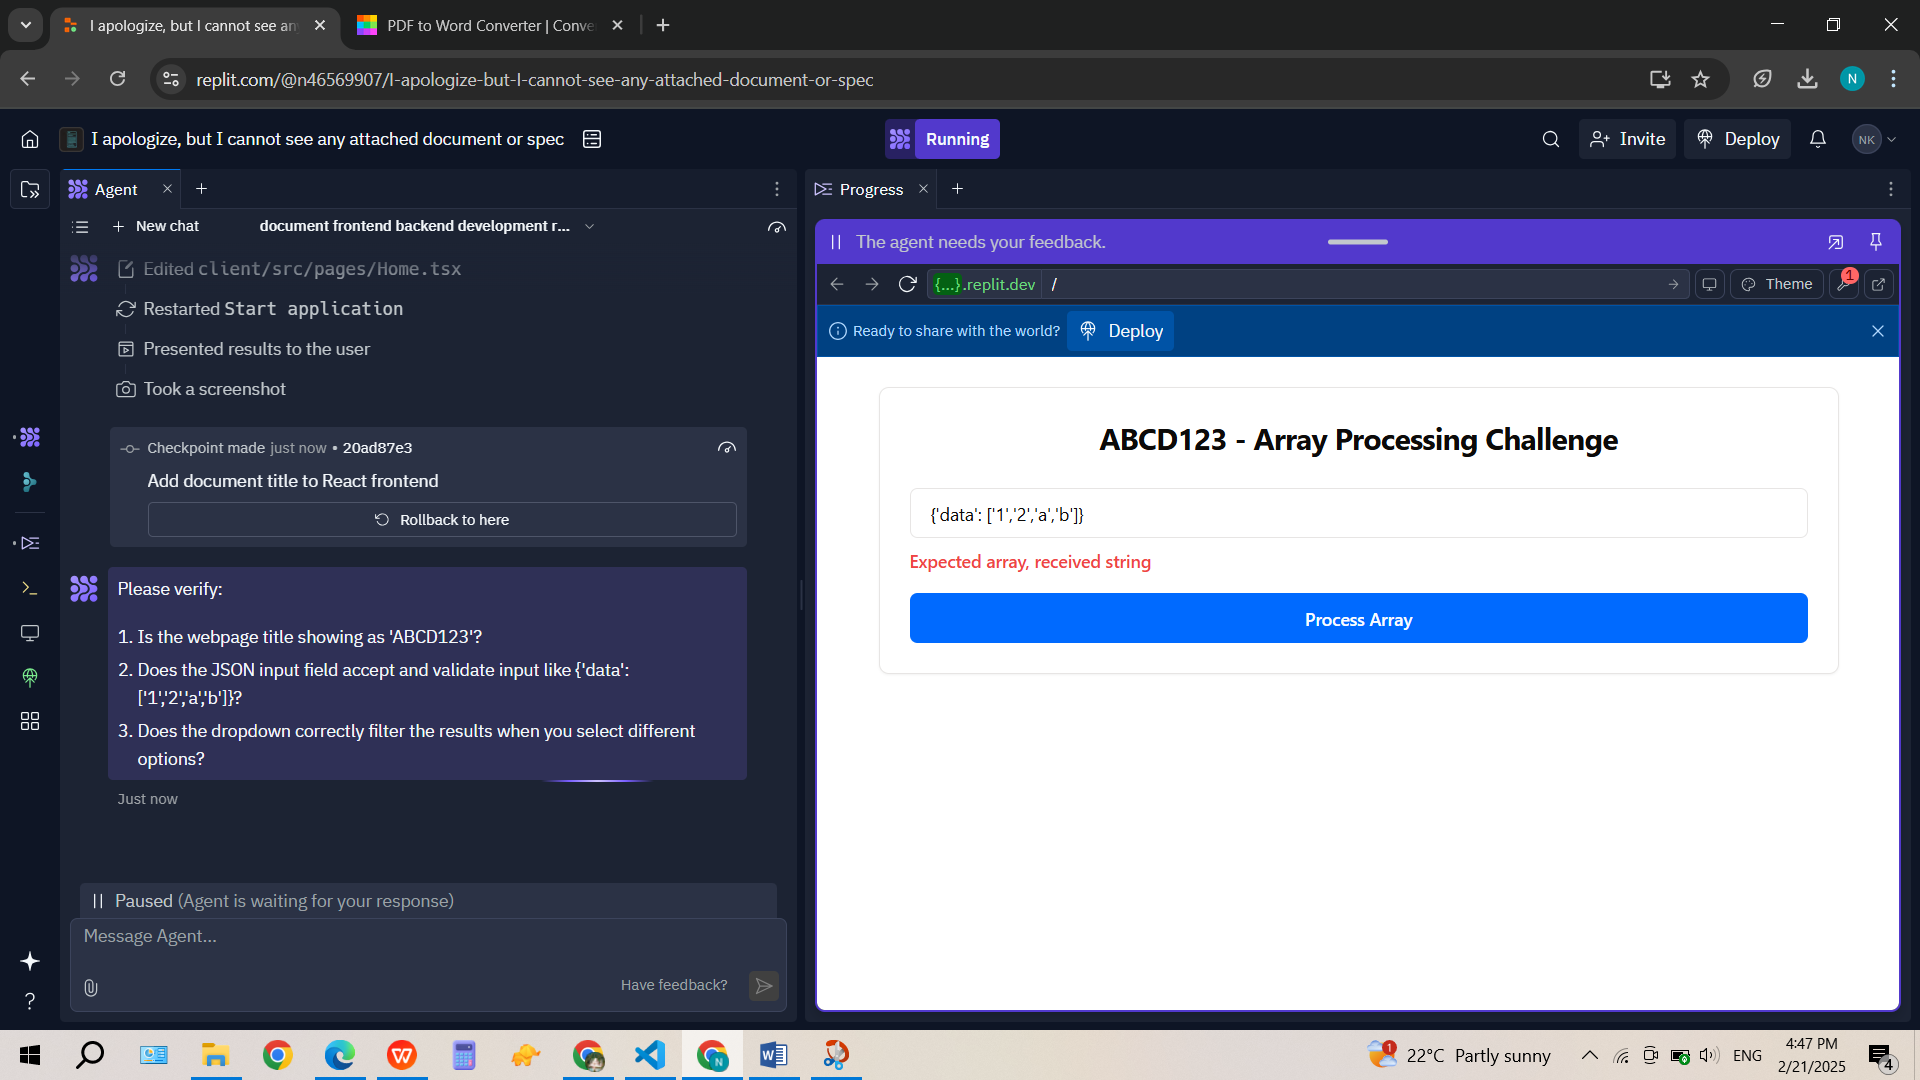 I apologize, but I cannot see an
PDF to Word Converter | Conve
replit.com/@n46569907/I-apologize-but-I-cannot-see-any-attached-document-or-spec
N
I apologize, but I cannot see any attached document or spec
Running
Invite
Deploy
NK
Agent
New chat
document frontend backend development r...
Edited client/src/pages/Home.tsx
Restarted Start application
Presented results to the user
Took a screenshot
Checkpoint made just now • 20ad87e3
Add document title to React frontend
Rollback to here
Please verify:
1. Is the webpage title showing as 'ABCD123'?
2. Does the JSON input field accept and validate input like {'data':
['1','2','a','b']}?
3. Does the dropdown correctly filter the results when you select different
options?
Just now
Paused (Agent is waiting for your response)
Message Agent...
Have feedback?
Progress
The agent needs your feedback.
{...}.replit.dev /
Theme
1
Ready to share with the world?
Deploy
ABCD123 - Array Processing Challenge
{'data': ['1','2','a','b']}
Expected array, received string
Process Array
1
22°C Partly sunny
ENG
4:47 PM
2/21/2025
4